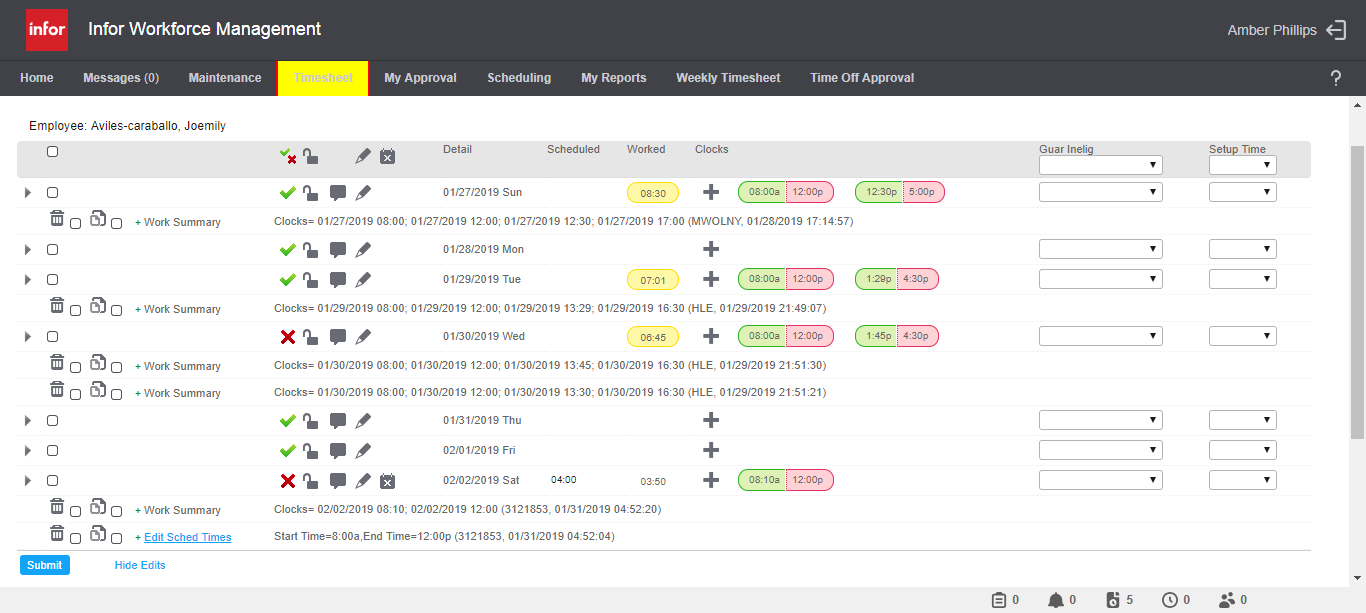 infor Infor Workforce Management Amber Phillips
Home Messages (0) Maintenance Timesheet My Approval Scheduling My Reports Weekly Timesheet Time Off Approval ?
Employee: Aviles-caraballo, Joemily
Detail Scheduled Worked Clocks Guar Inelig Setup Time
01/27/2019 Sun 08:30 08:00a 12:00p 12:30p 5:00p
+ Work Summary Clocks= 01/27/2019 08:00; 01/27/2019 12:00; 01/27/2019 12:30; 01/27/2019 17:00 (MWOLNY, 01/28/2019 17:14:57)
01/28/2019 Mon
01/29/2019 Tue 07:01 08:00a 12:00p 1:29p 4:30p
+ Work Summary Clocks= 01/29/2019 08:00; 01/29/2019 12:00; 01/29/2019 13:29; 01/29/2019 16:30 (HLE, 01/29/2019 21:49:07)
01/30/2019 Wed 06:45 08:00a 12:00p 1:45p 4:30p
+ Work Summary Clocks= 01/30/2019 08:00; 01/30/2019 12:00; 01/30/2019 13:45; 01/30/2019 16:30 (HLE, 01/29/2019 21:51:30)
+ Work Summary Clocks= 01/30/2019 08:00; 01/30/2019 12:00; 01/30/2019 13:30; 01/30/2019 16:30 (HLE, 01/29/2019 21:51:21)
01/31/2019 Thu
02/01/2019 Fri
02/02/2019 Sat 04:00 03:50 08:10a 12:00p
+ Work Summary Clocks= 02/02/2019 08:10; 02/02/2019 12:00 (3121853, 01/31/2019 04:52:20)
+ Edit Sched Times Start Time=8:00a,End Time=12:00p (3121853, 01/31/2019 04:52:04)
Submit Hide Edits
0 0 5 0 0